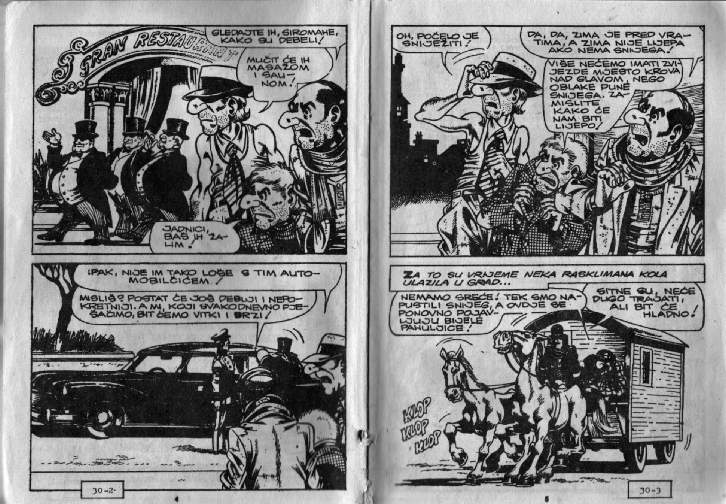 GRAN RESTAURANT
GLEDAJTE IH, SIROMAHE,
KAKO SU DEBELI!
MUČIT ĆE IH
MASAŽOM
I SAU-
NOM!
JADNICI,
BAŠ IH ŽA-
LIM!
IPAK, NIJE IM TAKO LOŠE S TIM AUTO-
MOBILČIĆEM!
MISLIŠ? POSTAT ĆE JOŠ DEBLJI I NEPO-
KRETNIJI. A MI, KOJI SVAKODNEVNO PJE-
ŠAČIMO, BIT ĆEMO VITKI I BRZI!
30-2
4
OH, POČELO JE
SNIJEŽITI!
DA, DA, ZIMA JE PRED VRA-
TIMA, A ZIMA NIJE LIJEPA
AKO NEMA SNIJEGA!
VIŠE NEĆEMO IMATI ZVI-
JEZDE MJESTO KROVA
NAD GLAVOM, NEGO
OBLAKE PUNE
SNIJEGA. ZA-
MISLITE
KAKO ĆE
NAM BITI
LIJEPO!
ZA TO SU VRIJEME NEKA RASKLIMANA KOLA
ULAZILA U GRAD...
NEMAMO SREĆE! TEK SMO NA-
PUSTILI SNIJEG, A OVDJE SE
PONOVNO POJAV-
LJUJU BIJELE
PAHULJICE!
SITNE SU, NEĆE
DUGO TRAJATI,
ALI BIT ĆE
HLADNO!
KLOP
KLOP
KLOP
30-3
5